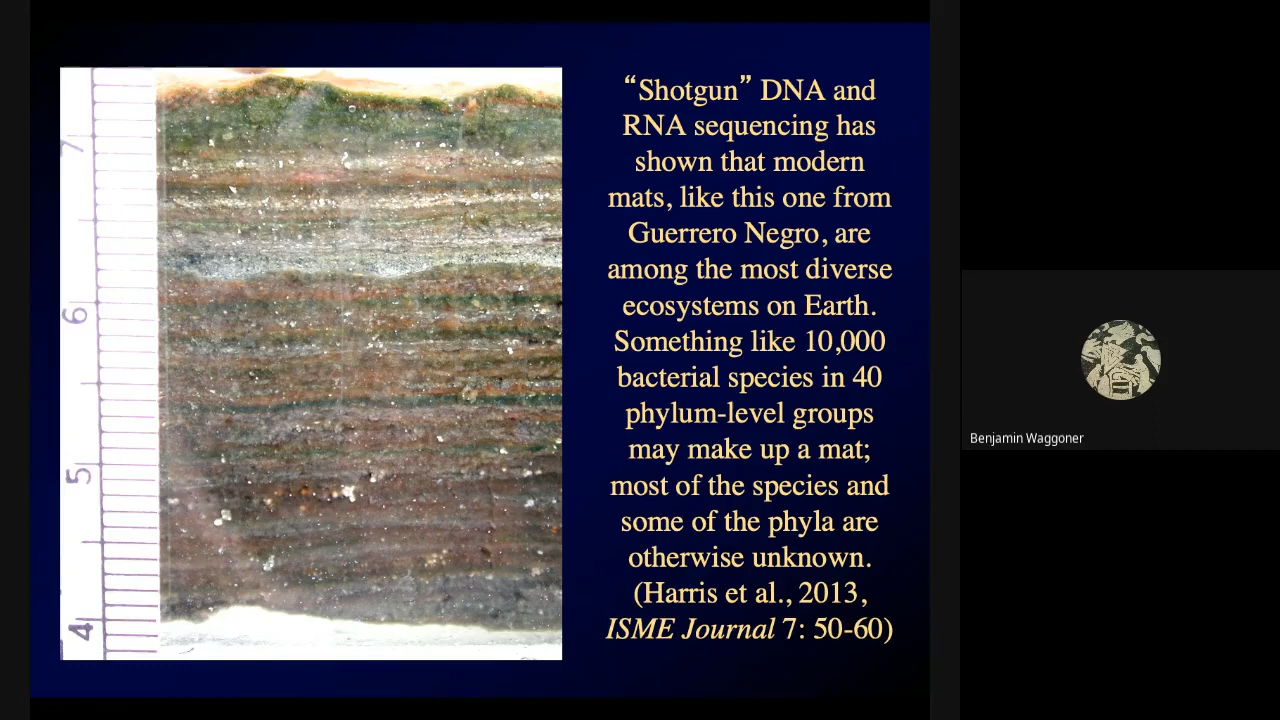 “Shotgun” DNA and
RNA sequencing has
shown that modern
mats, like this one from
Guerrero Negro, are
among the most diverse
ecosystems on Earth.
Something like 10,000
bacterial species in 40
phylum-level groups
may make up a mat;
most of the species and
some of the phyla are
otherwise unknown.
(Harris et al., 2013,
ISME Journal 7: 50-60)
7
6
5
4
Benjamin Waggoner